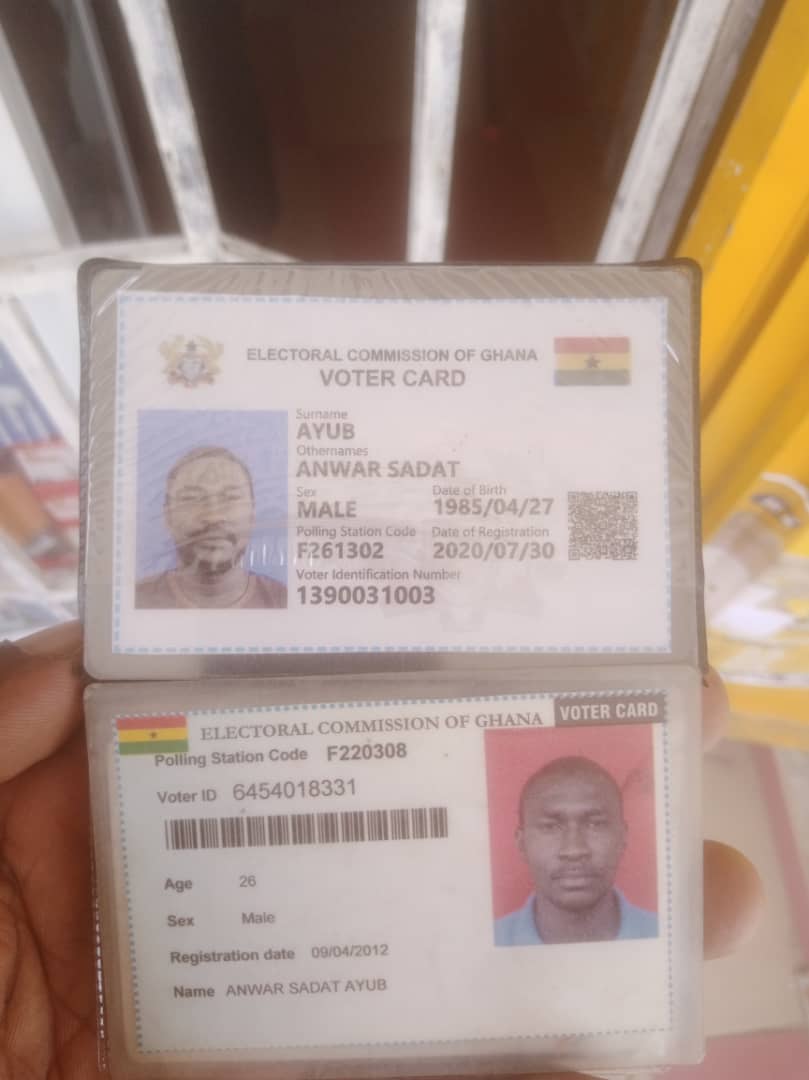 ELECTORAL COMMISSION OF GHANA
VOTER CARD
Surname
AYUB
Othernames
ANWAR SADAT
Sex
MALE
Date of Birth
1985/04/27
Polling Station Code
F261302
Date of Registration
2020/07/30
Voter Identification Number
1390031003
ELECTORAL COMMISSION OF GHANA
VOTER CARD
Polling Station Code F220308
Voter ID 6454018331
Age 26
Sex Male
Registration date 09/04/2012
Name ANWAR SADAT AYUB